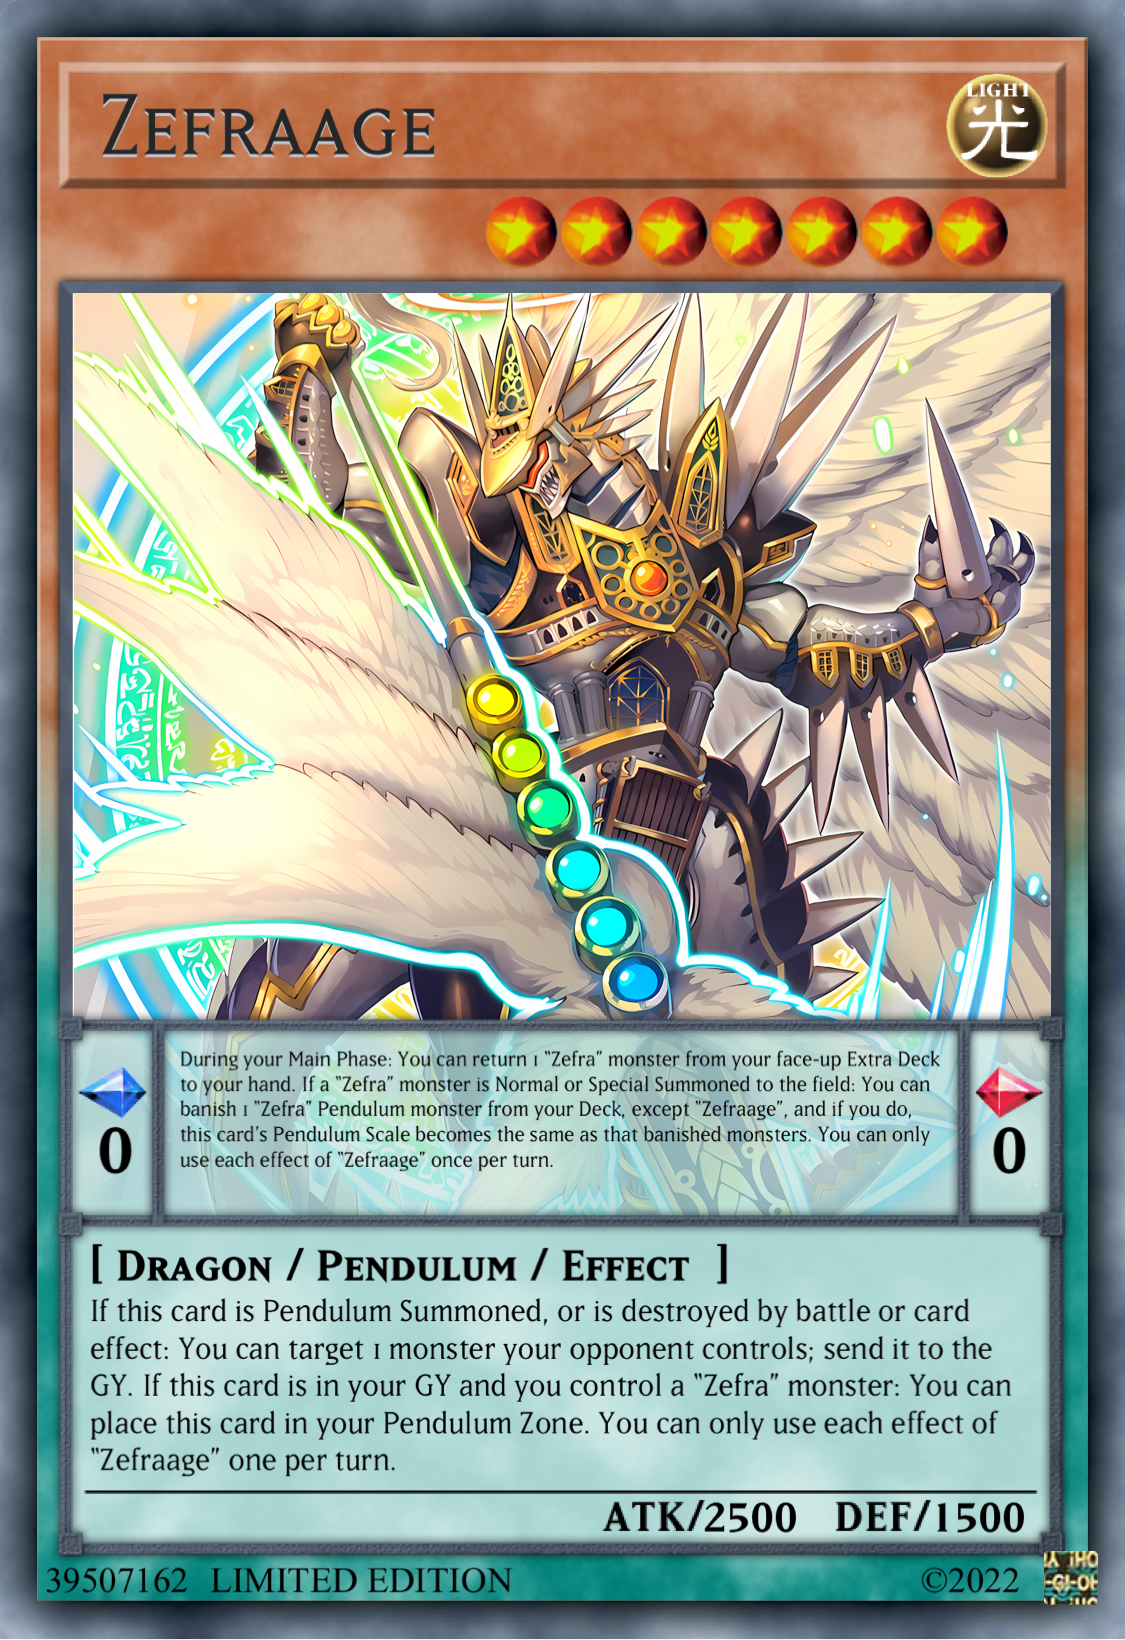 Zefraage
LIGHT
光
During your Main Phase: You can return 1 "Zefra" monster from your face-up Extra Deck
to your hand. If a "Zefra" monster is Normal or Special Summoned to the field: You can
banish 1 "Zefra" Pendulum monster from your Deck, except "Zefraage", and if you do,
this card's Pendulum Scale becomes the same as that banished monsters. You can only
use each effect of "Zefraage" once per turn.
0
0
[ Dragon / Pendulum / Effect ]
If this card is Pendulum Summoned, or is destroyed by battle or card
effect: You can target 1 monster your opponent controls; send it to the
GY. If this card is in your GY and you control a "Zefra" monster: You can
place this card in your Pendulum Zone. You can only use each effect of
"Zefraage" one per turn.
ATK/2500 DEF/1500
39507162 LIMITED EDITION
©2022